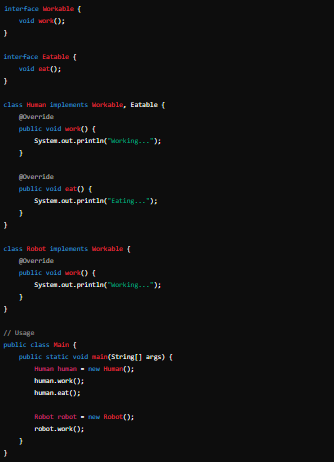 interface Workable {
    void work();
}

interface Eatable {
    void eat();
}

class Human implements Workable, Eatable {
    @Override
    public void work() {
        System.out.println("Working...");
    }

    @Override
    public void eat() {
        System.out.println("Eating...");
    }
}

class Robot implements Workable {
    @Override
    public void work() {
        System.out.println("Working...");
    }
}

// Usage
public class Main {
    public static void main(String[] args) {
        Human human = new Human();
        human.work();
        human.eat();

        Robot robot = new Robot();
        robot.work();
    }
}